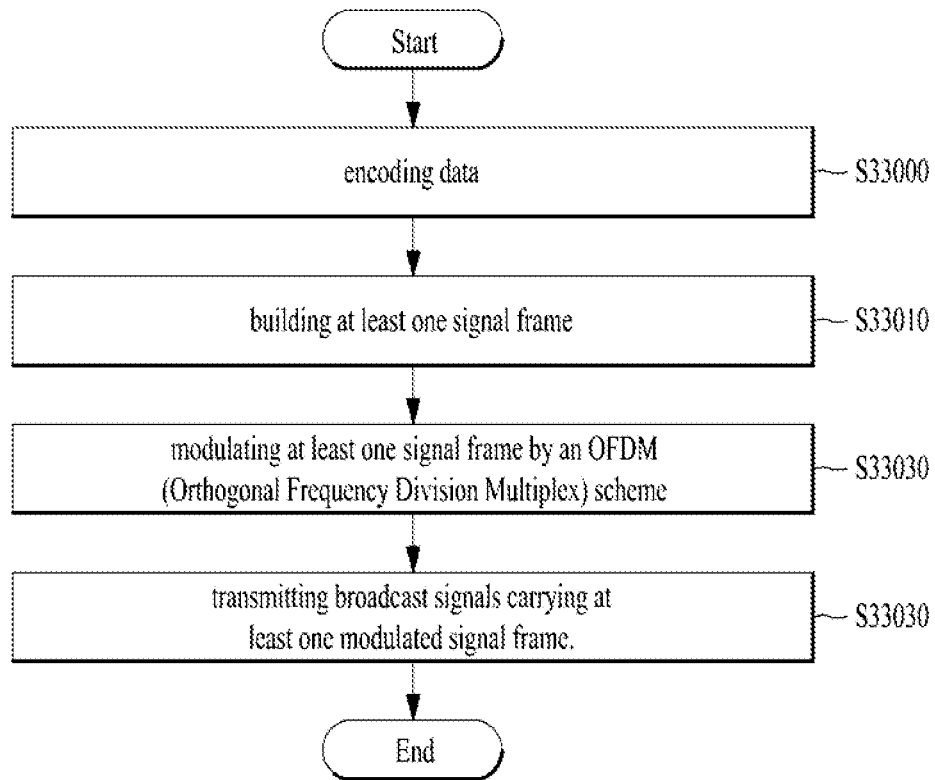 Start
encoding data
S33000
building at least one signal frame
S33010
modulating at least one signal frame by an OFDM
(Orthogonal Frequency Division Multiplex) scheme
S33030
transmitting broadcast signals carrying at
least one modulated signal frame.
S33030
End